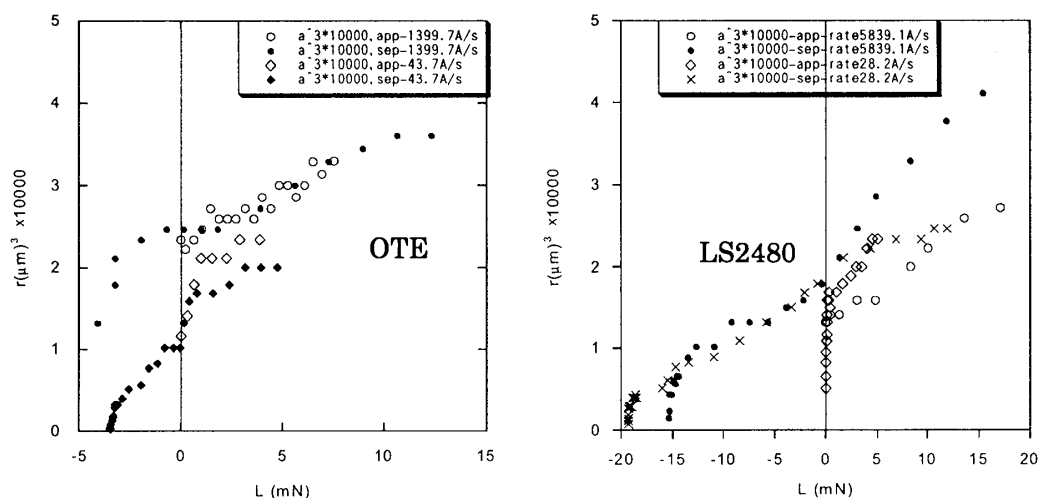 a^3*10000,app-1399.7A/s
a^3*10000,sep-1399.7A/s
a^3*10000,app-43.7A/s
a^3*10000,sep-43.7A/s
r(μm)³ x10000
5
4
3
2
1
0
OTE
-5
0
5
10
15
L (mN)
a^3*10000-app-rate5839.1A/s
a^3*10000-sep-rate5839.1A/s
a^3*10000-app-rate28.2A/s
a^3*10000-sep-rate28.2A/s
r(μm)³ x10000
5
4
3
2
1
0
LS2480
-20
-15
-10
-5
0
5
10
15
20
L (mN)